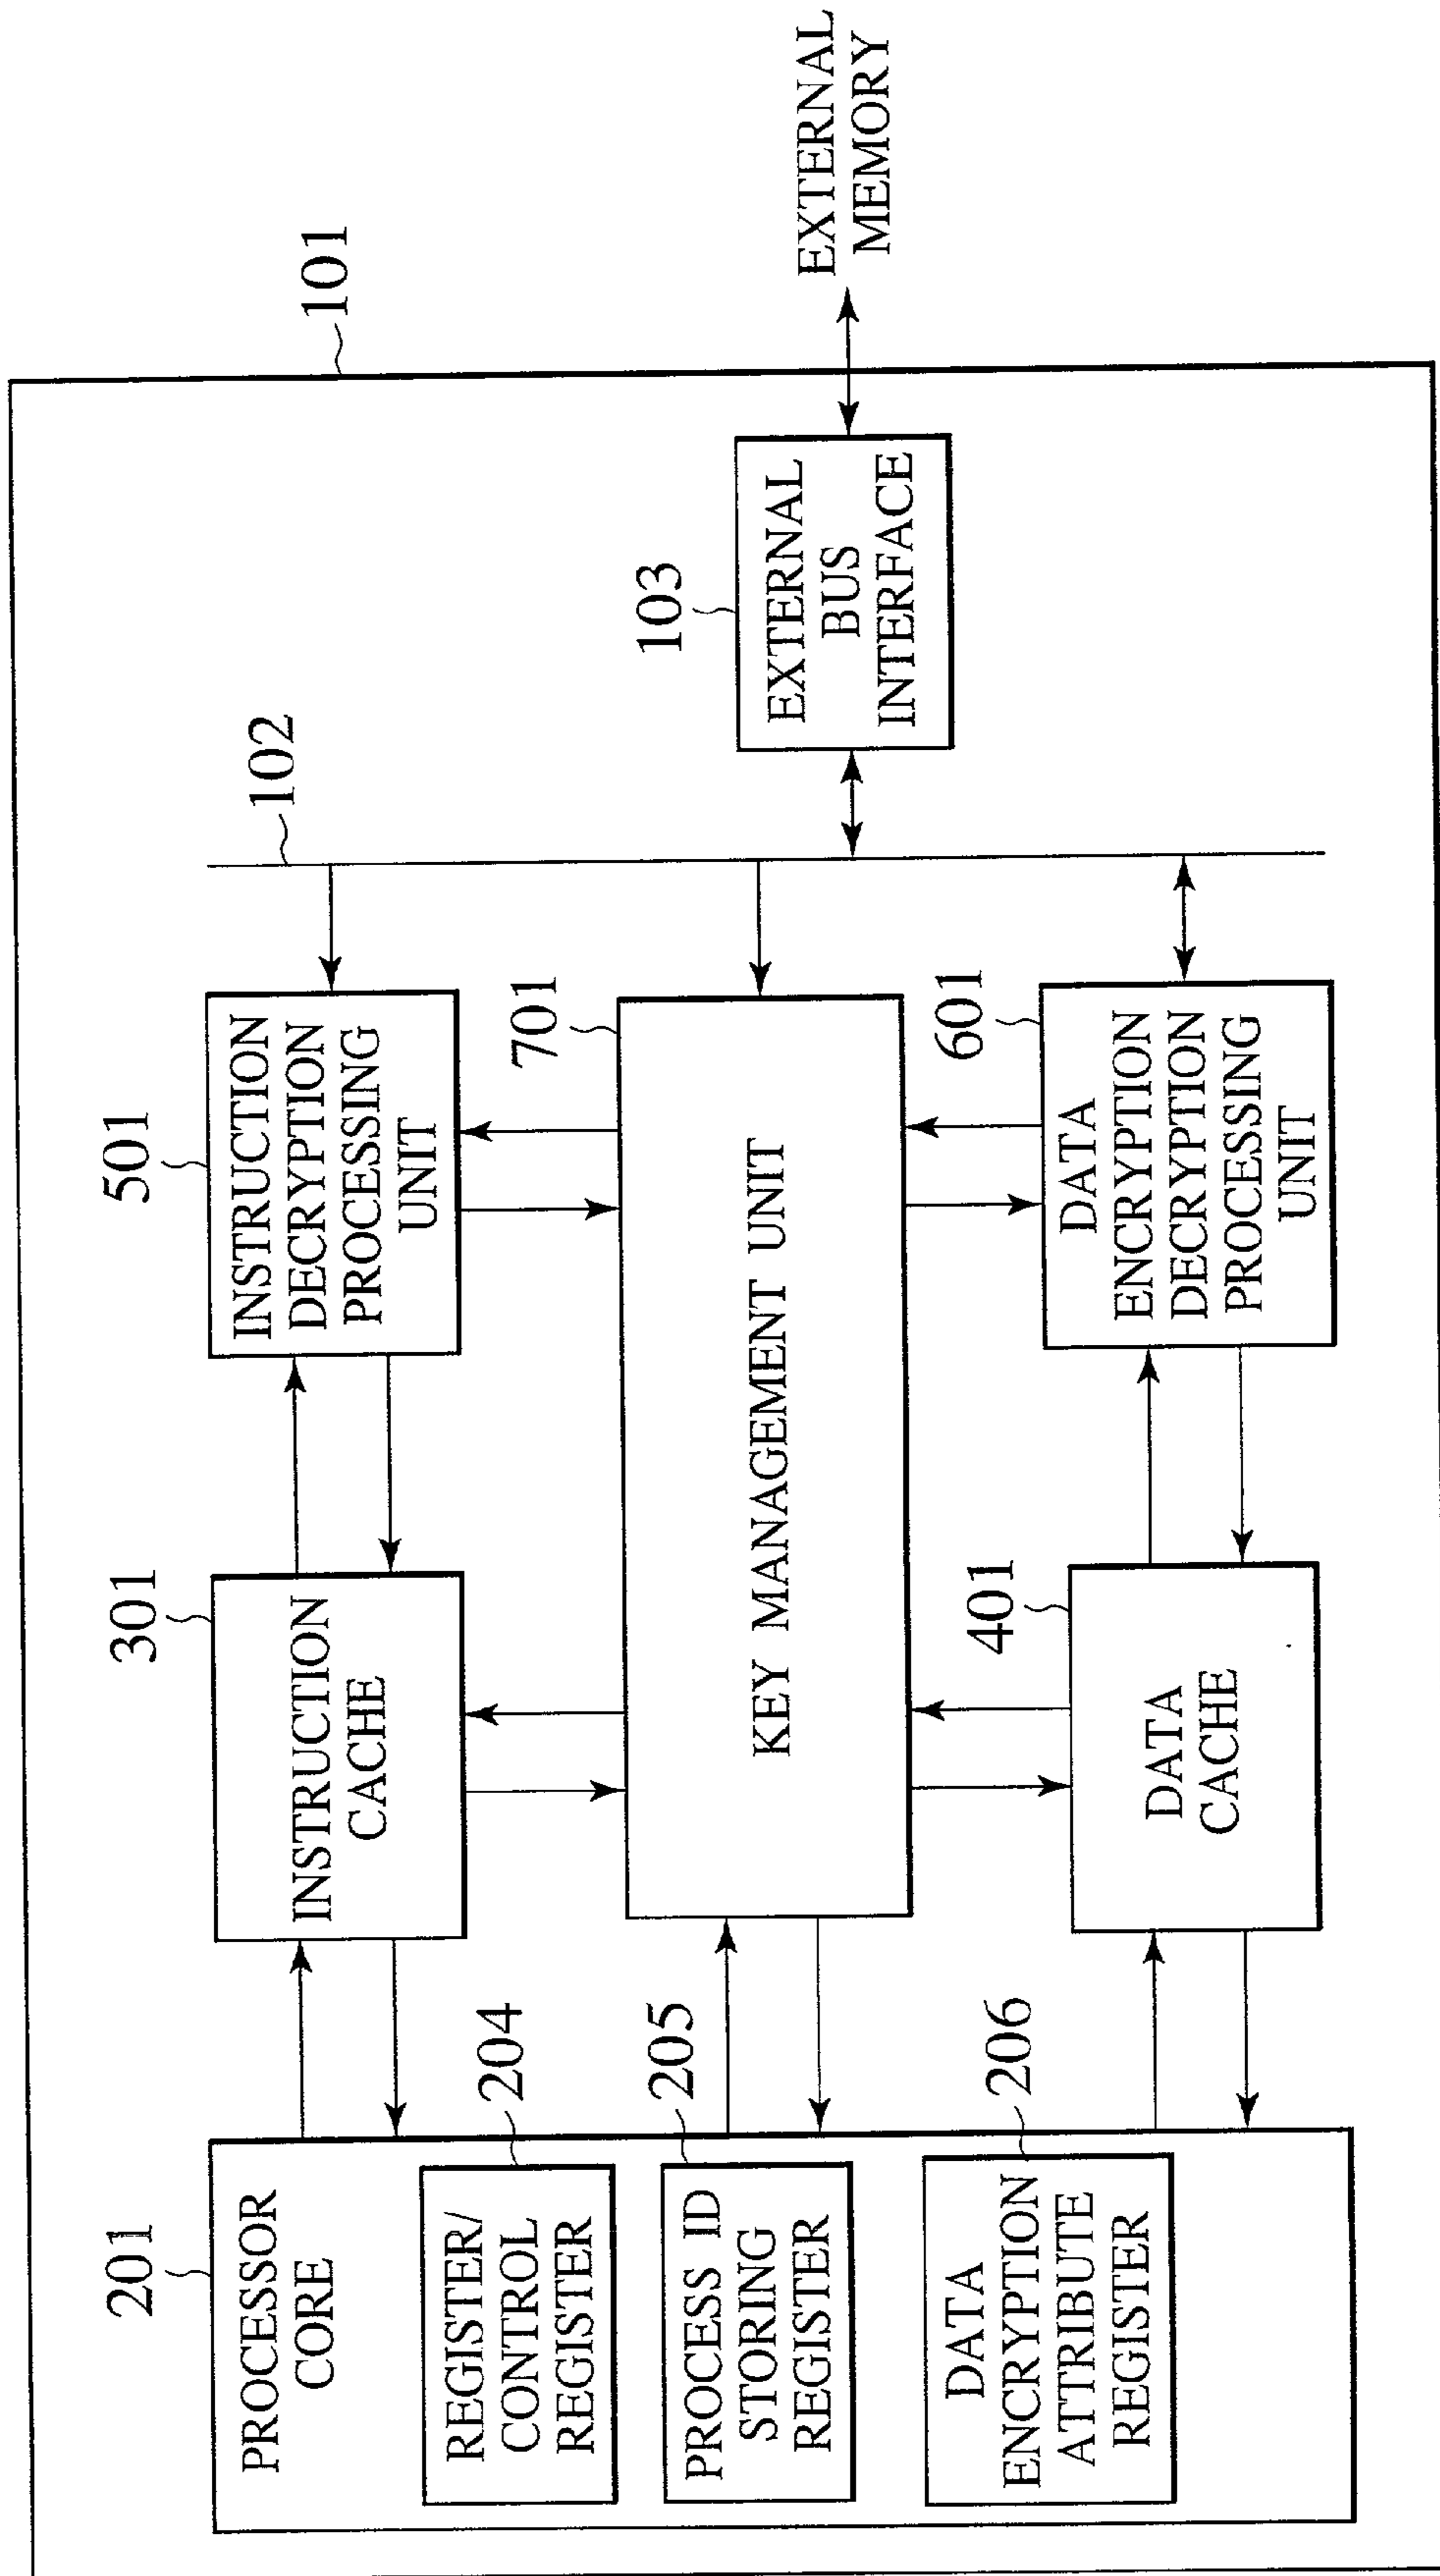 101
201
PROCESSOR
CORE
204
REGISTER/
CONTROL
REGISTER
205
PROCESS ID
STORING
REGISTER
206
DATA
ENCRYPTION
ATTRIBUTE
REGISTER
301
INSTRUCTION
CACHE
501
INSTRUCTION
DECRYPTION
PROCESSING
UNIT
102
701
KEY MANAGEMENT UNIT
401
DATA
CACHE
601
DATA
ENCRYPTION
DECRYPTION
PROCESSING
UNIT
103
EXTERNAL
BUS
INTERFACE
EXTERNAL
MEMORY